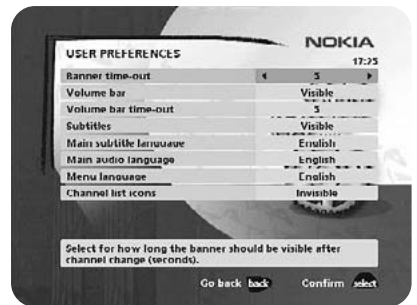 NOKIA
USER PREFERENCES
17:25
Banner time-out 5
Volume bar Visible
Volume bar time-out 5
Subtitles Visible
Main subtitle language English
Main audio language English
Menu language English
Channel list icons Invisible
Select for how long the banner should be visible after
channel change (seconds).
Go back back Confirm select